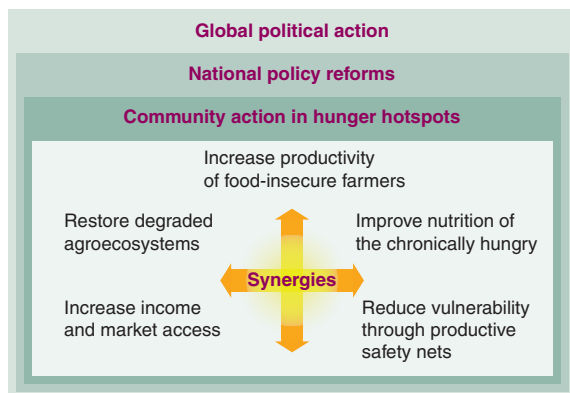 Global political action
National policy reforms
Community action in hunger hotspots
Increase productivity
of food-insecure farmers
Restore degraded
agroecosystems
Improve nutrition of
the chronically hungry
Synergies
Increase income
and market access
Reduce vulnerability
through productive
safety nets